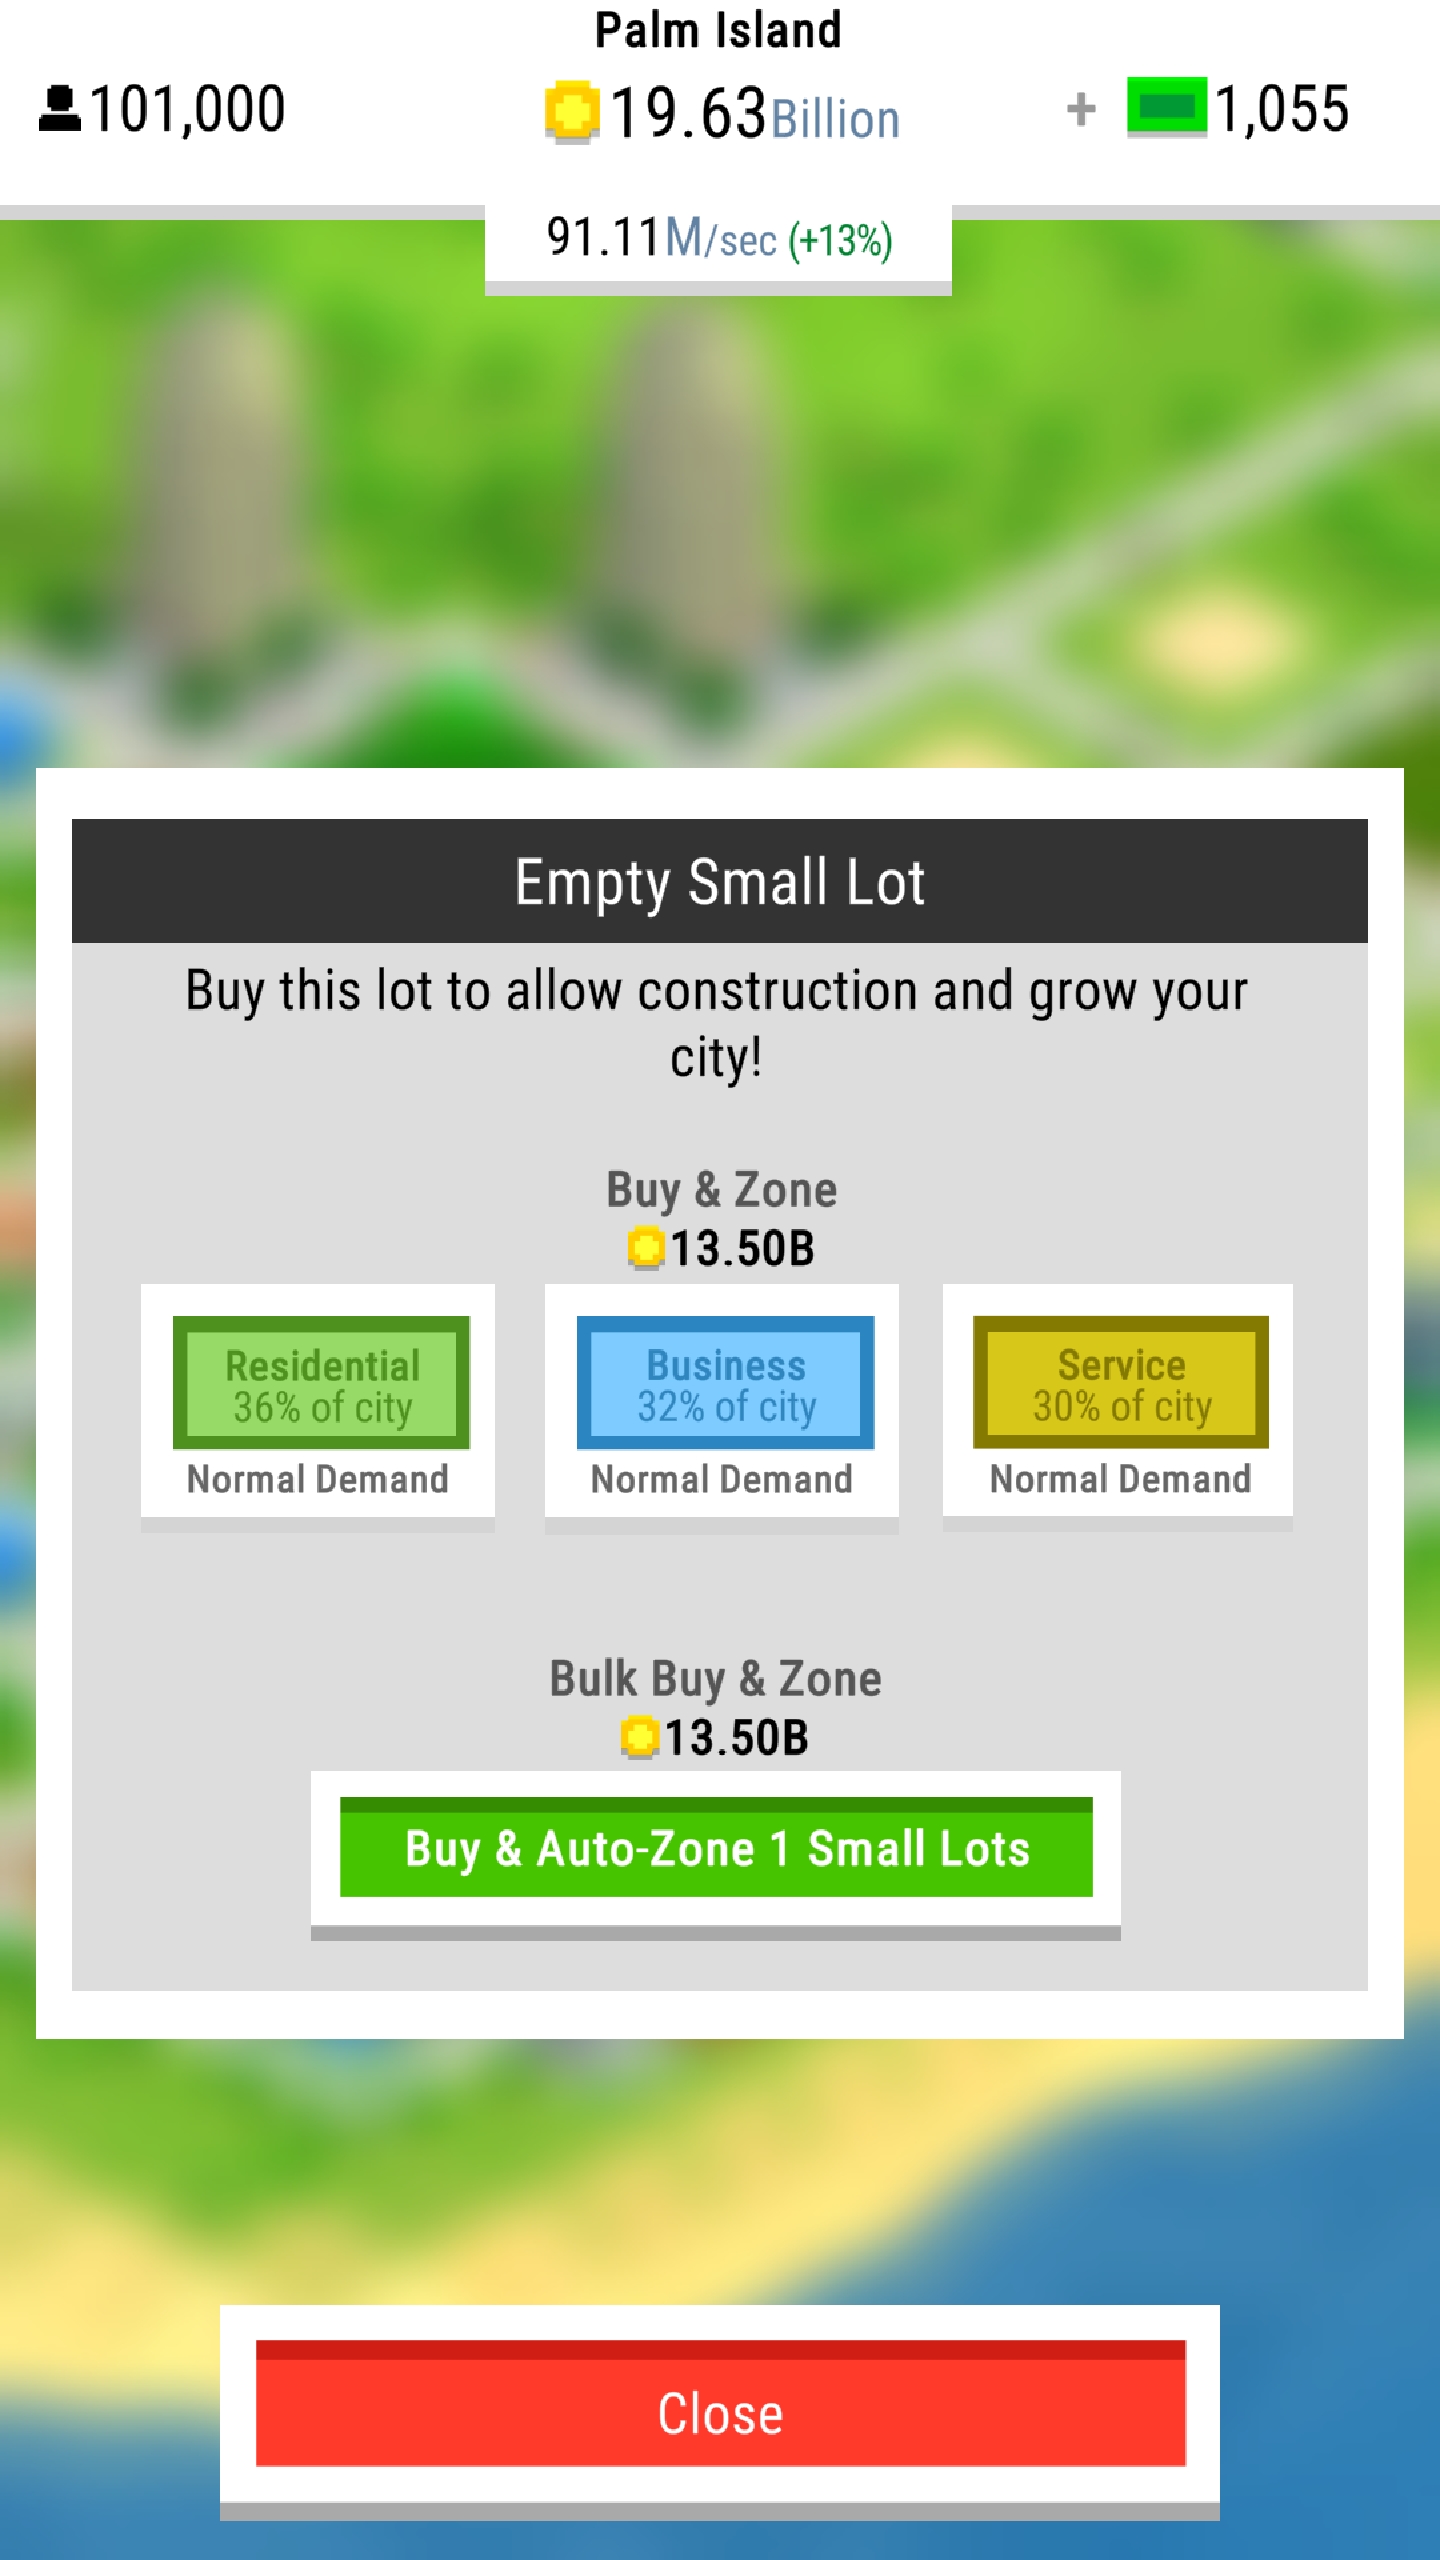 Palm Island
101,000
19.63 Billion
+ 1,055
91.11M/sec (+13%)
Empty Small Lot
Buy this lot to allow construction and grow your
city!
Buy & Zone
13.50B
Residential
36% of city
Normal Demand
Business
32% of city
Normal Demand
Service
30% of city
Normal Demand
Bulk Buy & Zone
13.50B
Buy & Auto-Zone 1 Small Lots
Close